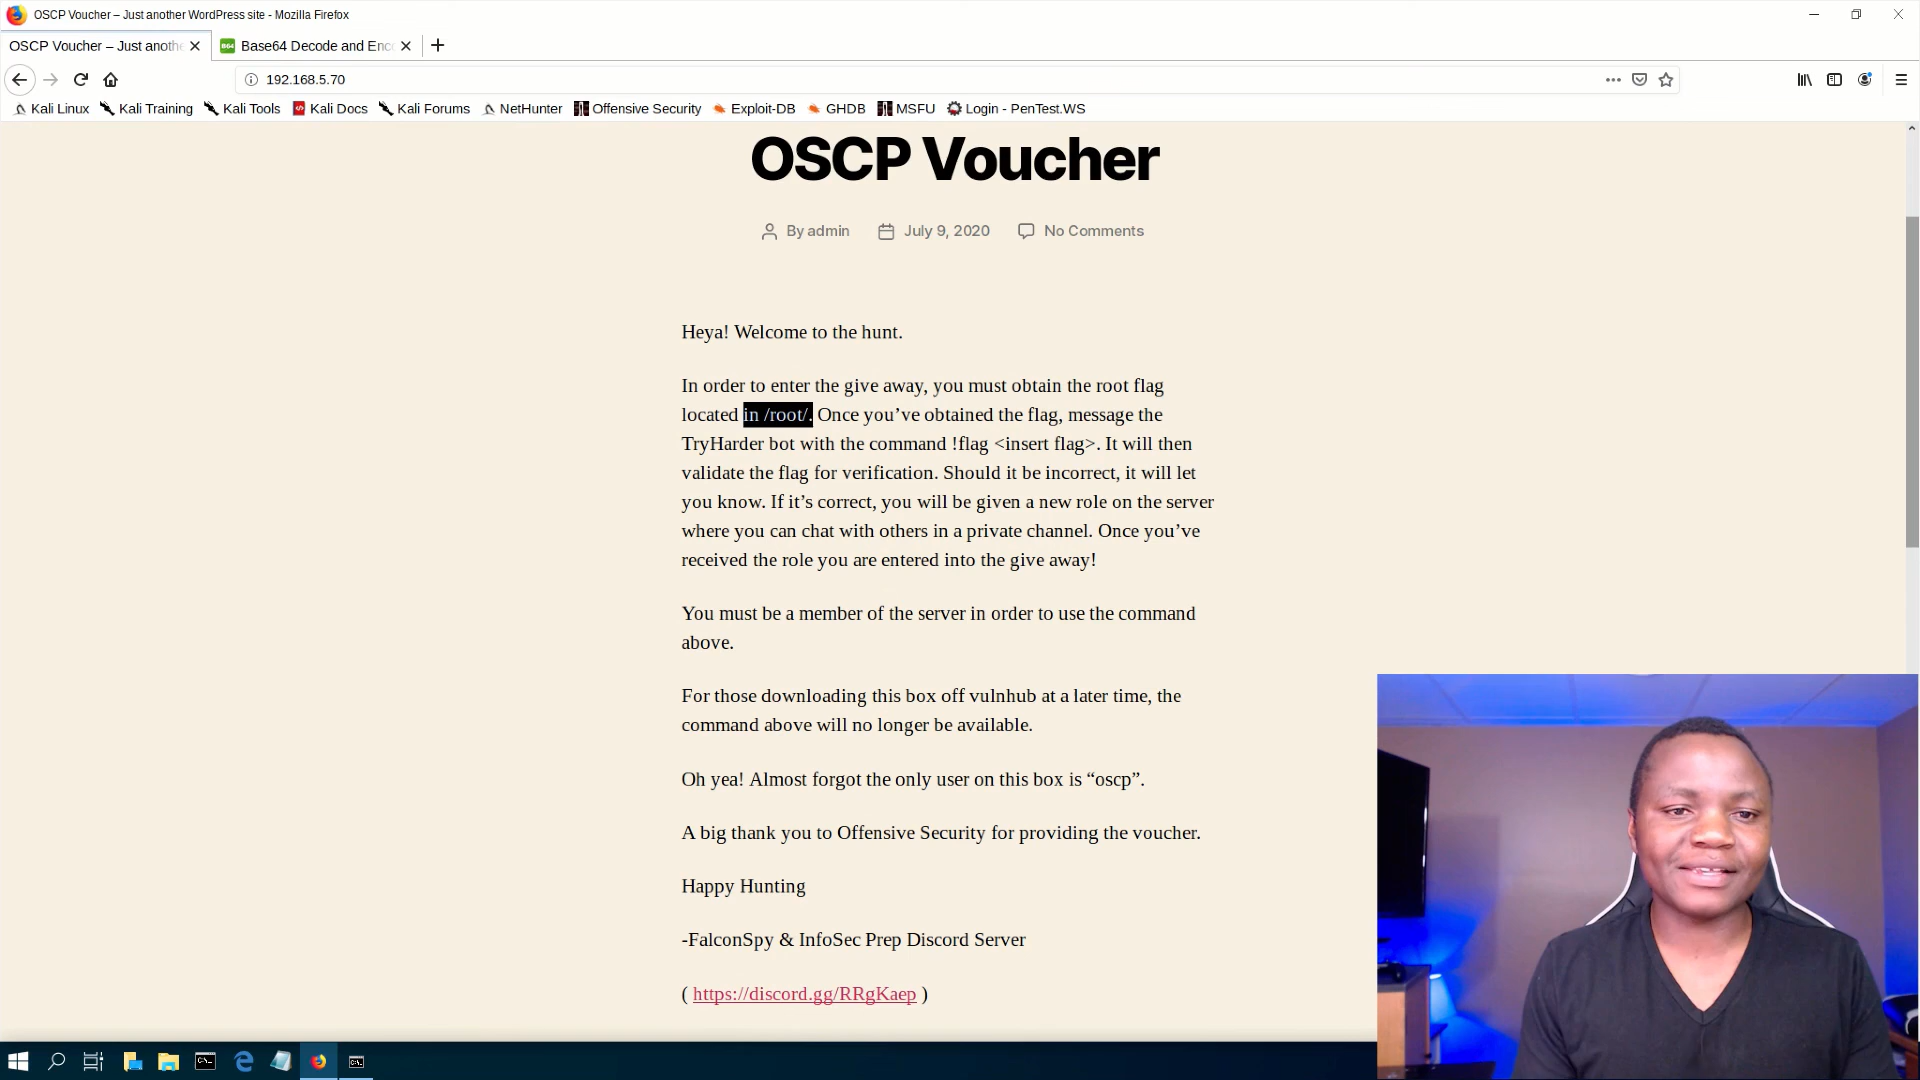 OSCP Voucher – Just another WordPress site - Mozilla Firefox
OSCP Voucher – Just anoth
Base64 Decode and Enc
192.168.5.70
Kali Linux Kali Training Kali Tools Kali Docs Kali Forums NetHunter Offensive Security Exploit-DB GHDB MSFU Login - PenTest.WS
OSCP Voucher
By admin July 9, 2020 No Comments
Heya! Welcome to the hunt.
In order to enter the give away, you must obtain the root flag
located in /root/. Once you’ve obtained the flag, message the
TryHarder bot with the command !flag <insert flag>. It will then
validate the flag for verification. Should it be incorrect, it will let
you know. If it’s correct, you will be given a new role on the server
where you can chat with others in a private channel. Once you’ve
received the role you are entered into the give away!
You must be a member of the server in order to use the command
above.
For those downloading this box off vulnhub at a later time, the
command above will no longer be available.
Oh yea! Almost forgot the only user on this box is “oscp”.
A big thank you to Offensive Security for providing the voucher.
Happy Hunting
-FalconSpy & InfoSec Prep Discord Server
( https://discord.gg/RRgKaep )